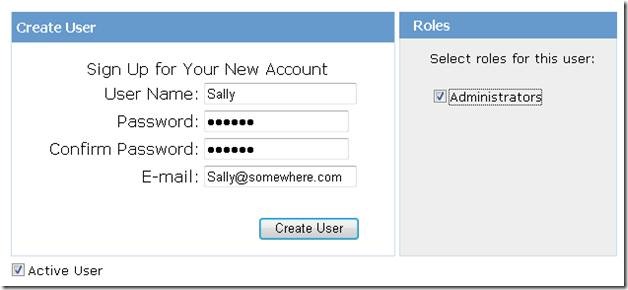 Create User
Sign Up for Your New Account
User Name: Sally
Password: ●●●●●●
Confirm Password: ●●●●●●
E-mail: Sally@somewhere.com
Create User
Active User
Roles
Select roles for this user:
Administrators